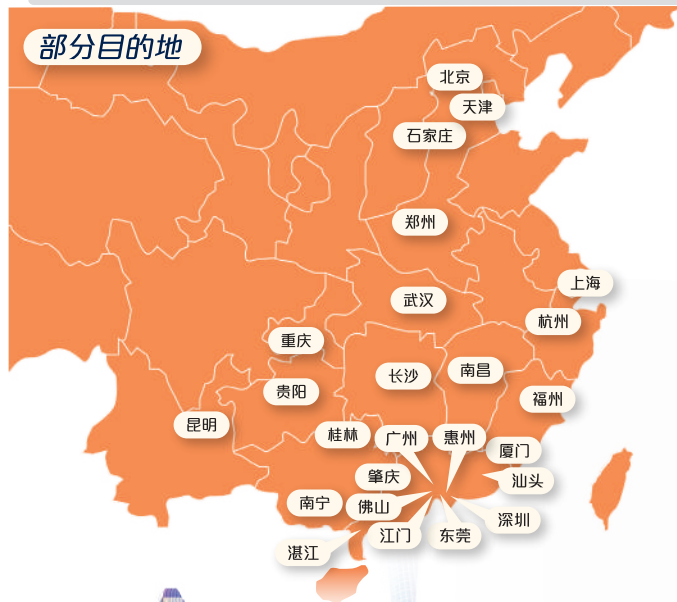 部分目的地
北京
天津
石家庄
郑州
上海
武汉
杭州
重庆
长沙
南昌
贵阳
福州
昆明
桂林
广州
惠州
厦门
肇庆
汕头
南宁
佛山
深圳
江门
东莞
湛江